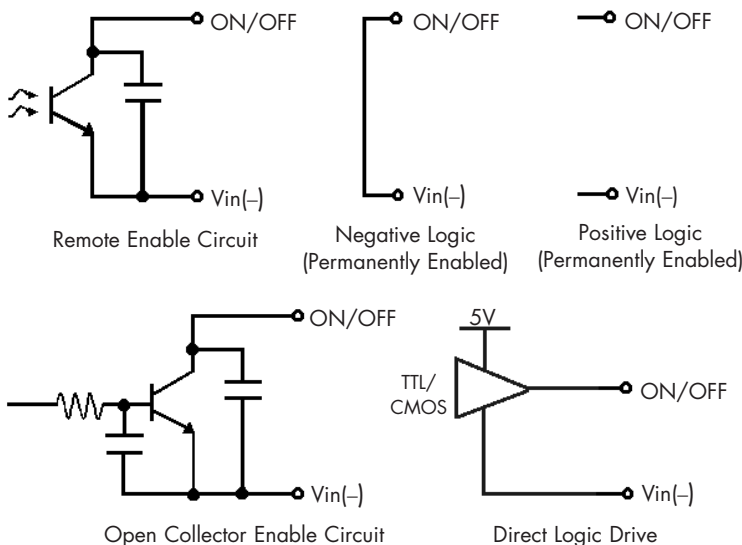 ON/OFF
Vin(–)
Remote Enable Circuit
ON/OFF
Vin(–)
Negative Logic
(Permanently Enabled)
ON/OFF
Vin(–)
Positive Logic
(Permanently Enabled)
ON/OFF
Vin(–)
Open Collector Enable Circuit
5V
TTL/
CMOS
ON/OFF
Vin(–)
Direct Logic Drive